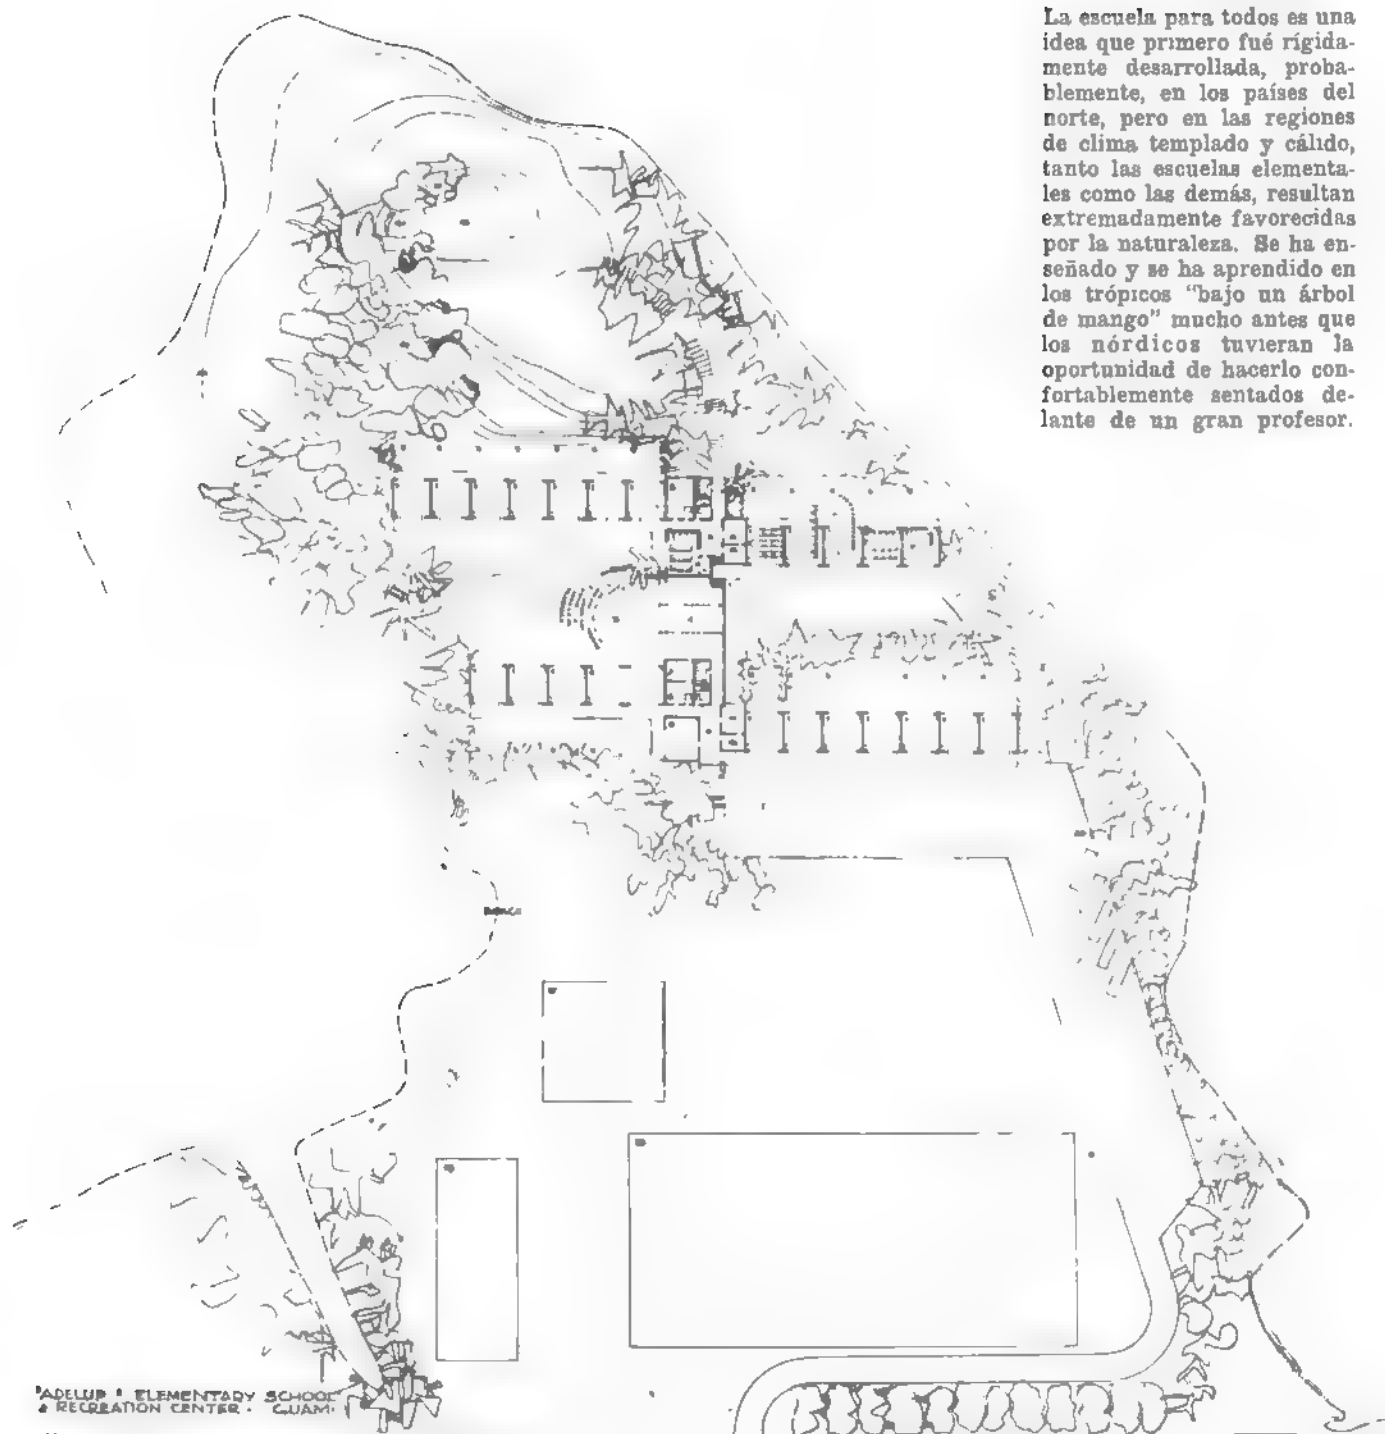 La escuela para todos es una
idea que primero fué rígida-
mente desarrollada, proba-
blemente, en los países del
norte, pero en las regiones
de clima templado y cálido,
tanto las escuelas elementa-
les como las demás, resultan
extremadamente favorecidas
por la naturaleza. Se ha en-
señado y se ha aprendido en
los trópicos “bajo un árbol
de mango” mucho antes que
los nórdicos tuvieran la
oportunidad de hacerlo con-
fortablemente sentados de-
lante de un gran profesor.
"ADELUP" ELEMENTARY SCHOOL
& RECREATION CENTER · GUAM·